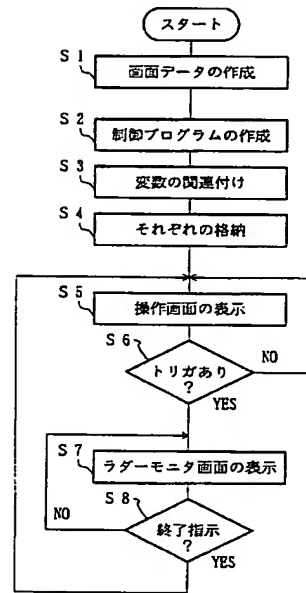 スタート
S1
画面データの作成
S2
制御プログラムの作成
S3
変数の関連付け
S4
それぞれの格納
S5
操作画面の表示
S6
トリガあり
?
NO
YES
S7
ラダーモニタ画面の表示
S8
NO
終了指示
?
YES